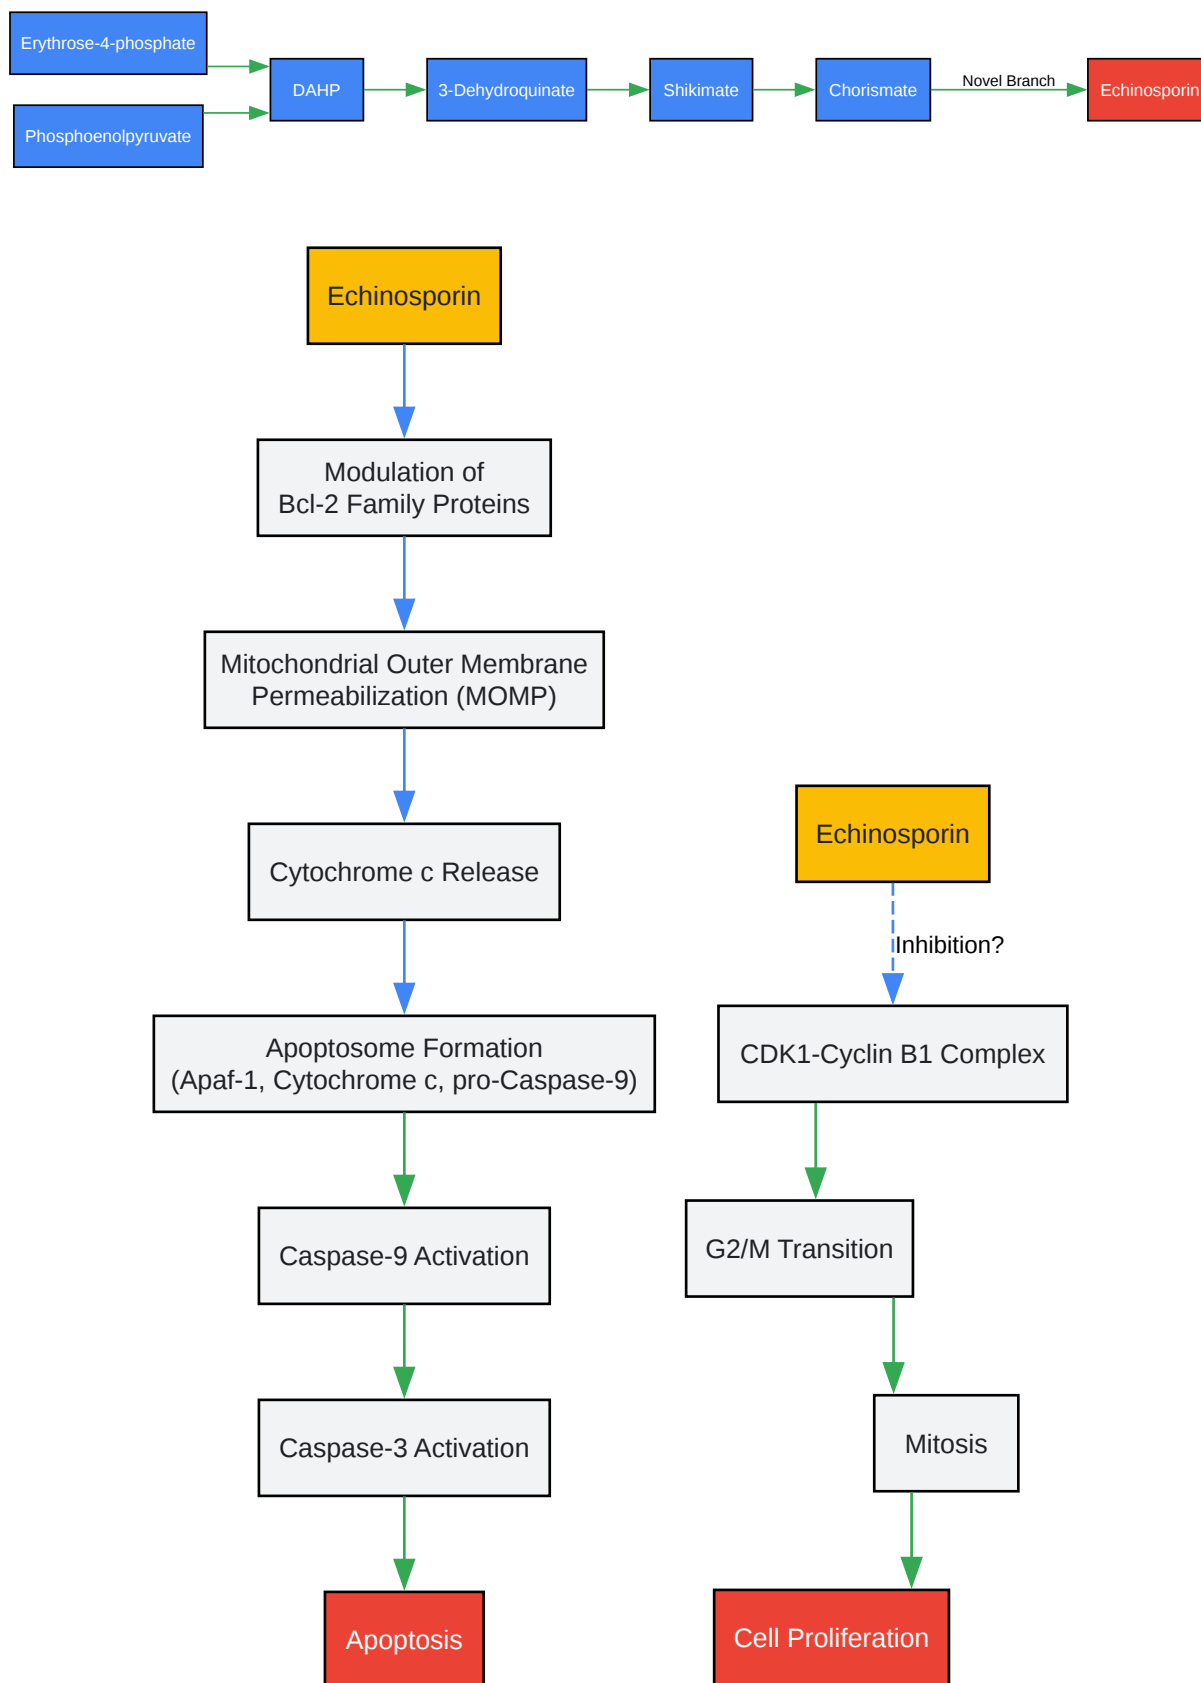 Erythrose-4-phosphate
Phosphoenolpyruvate
DAHP
3-Dehydroquinate
Shikimate
Chorismate
Novel Branch
Echinosporin
Echinosporin
Modulation of
Bcl-2 Family Proteins
Mitochondrial Outer Membrane
Permeabilization (MOMP)
Cytochrome c Release
Apoptosome Formation
(Apaf-1, Cytochrome c, pro-Caspase-9)
Caspase-9 Activation
Caspase-3 Activation
Apoptosis
Echinosporin
Inhibition?
CDK1-Cyclin B1 Complex
G2/M Transition
Mitosis
Cell Proliferation